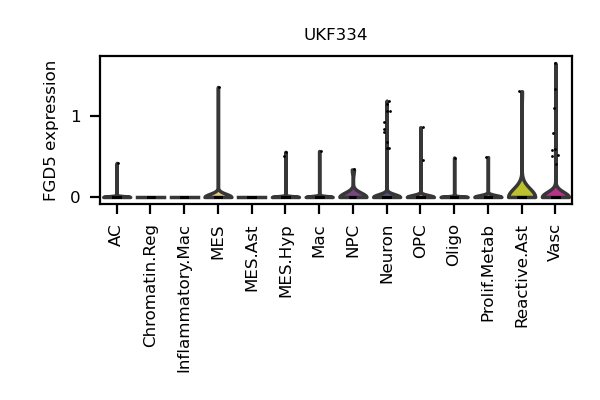 UKF334
FGD5 expression
1
0
AC
Chromatin.Reg
Inflammatory.Mac
MES
MES.Ast
MES.Hyp
Mac
NPC
Neuron
OPC
Oligo
Prolif.Metab
Reactive.Ast
Vasc